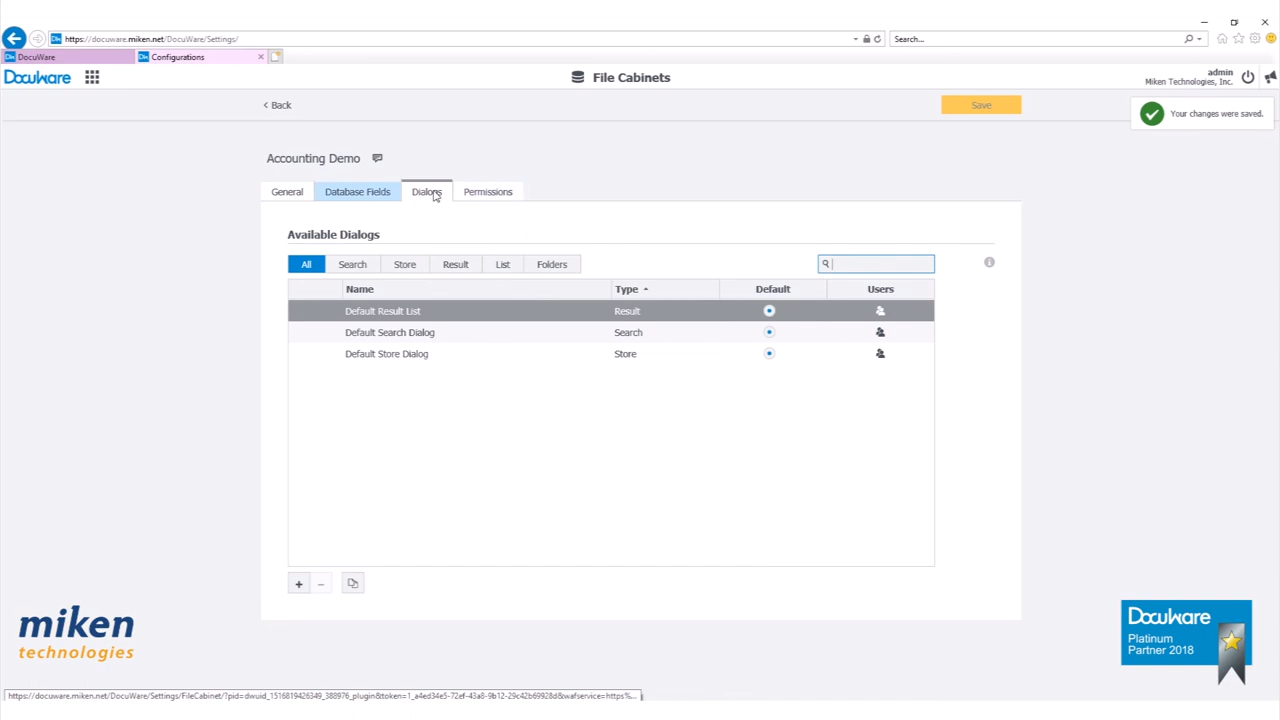 https://docuware.miken.net/DocuWare/Settings/
Search...
DocuWare
Configurations
DocuWare
File Cabinets
admin
Miken Technologies, Inc.
Back
Save
Your changes were saved.
Accounting Demo
General
Database Fields
Dialogs
Permissions
Available Dialogs
All
Search
Store
Result
List
Folders
Name
Type
Default
Users
Default Result List
Result
Default Search Dialog
Search
Default Store Dialog
Store
miken
technologies
DocuWare
Platinum
Partner 2018
https://docuware.miken.net/DocuWare/Settings/FileCabinet/?pid=dwuid_1516819426349_388976_plugin&token=1_a4ed34e5-72ef-43a8-9b12-29c42b69928d&wafservice=https%...